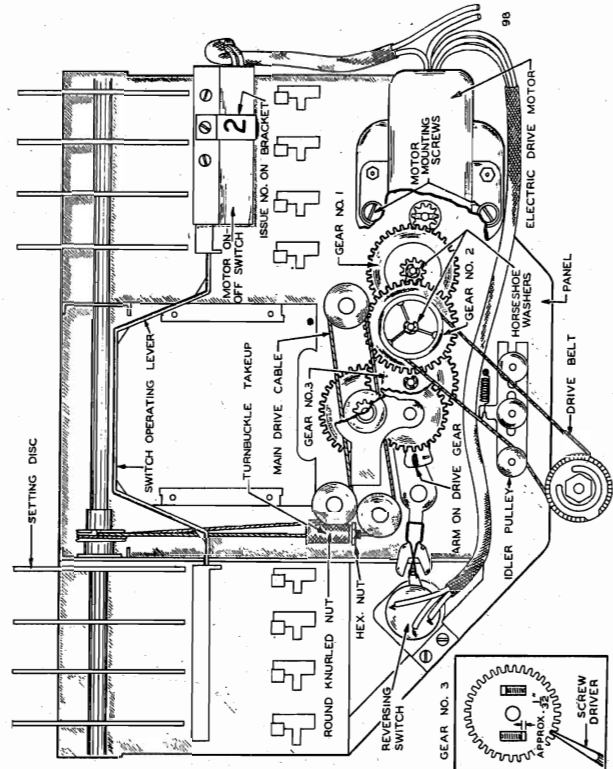 SETTING DISC
SWITCH OPERATING LEVER
MOTOR ON-
OFF SWITCH
2
ISSUE NO. ON BRACKET
TURNBUCKLE TAKEUP
MAIN DRIVE CABLE
GEAR NO.3
ROUND KNURLED NUT
GEAR NO. 1
HEX. NUT
REVERSING
SWITCH
MOTOR
MOUNTING
SCREWS
ARM ON DRIVE GEAR
GEAR NO. 2
HORSESHOE
WASHERS
IDLER PULLEY
ELECTRIC DRIVE MOTOR
PANEL
DRIVE BELT
GEAR NO. 3
APPROX. 1/32"
SCREW
DRIVER
98